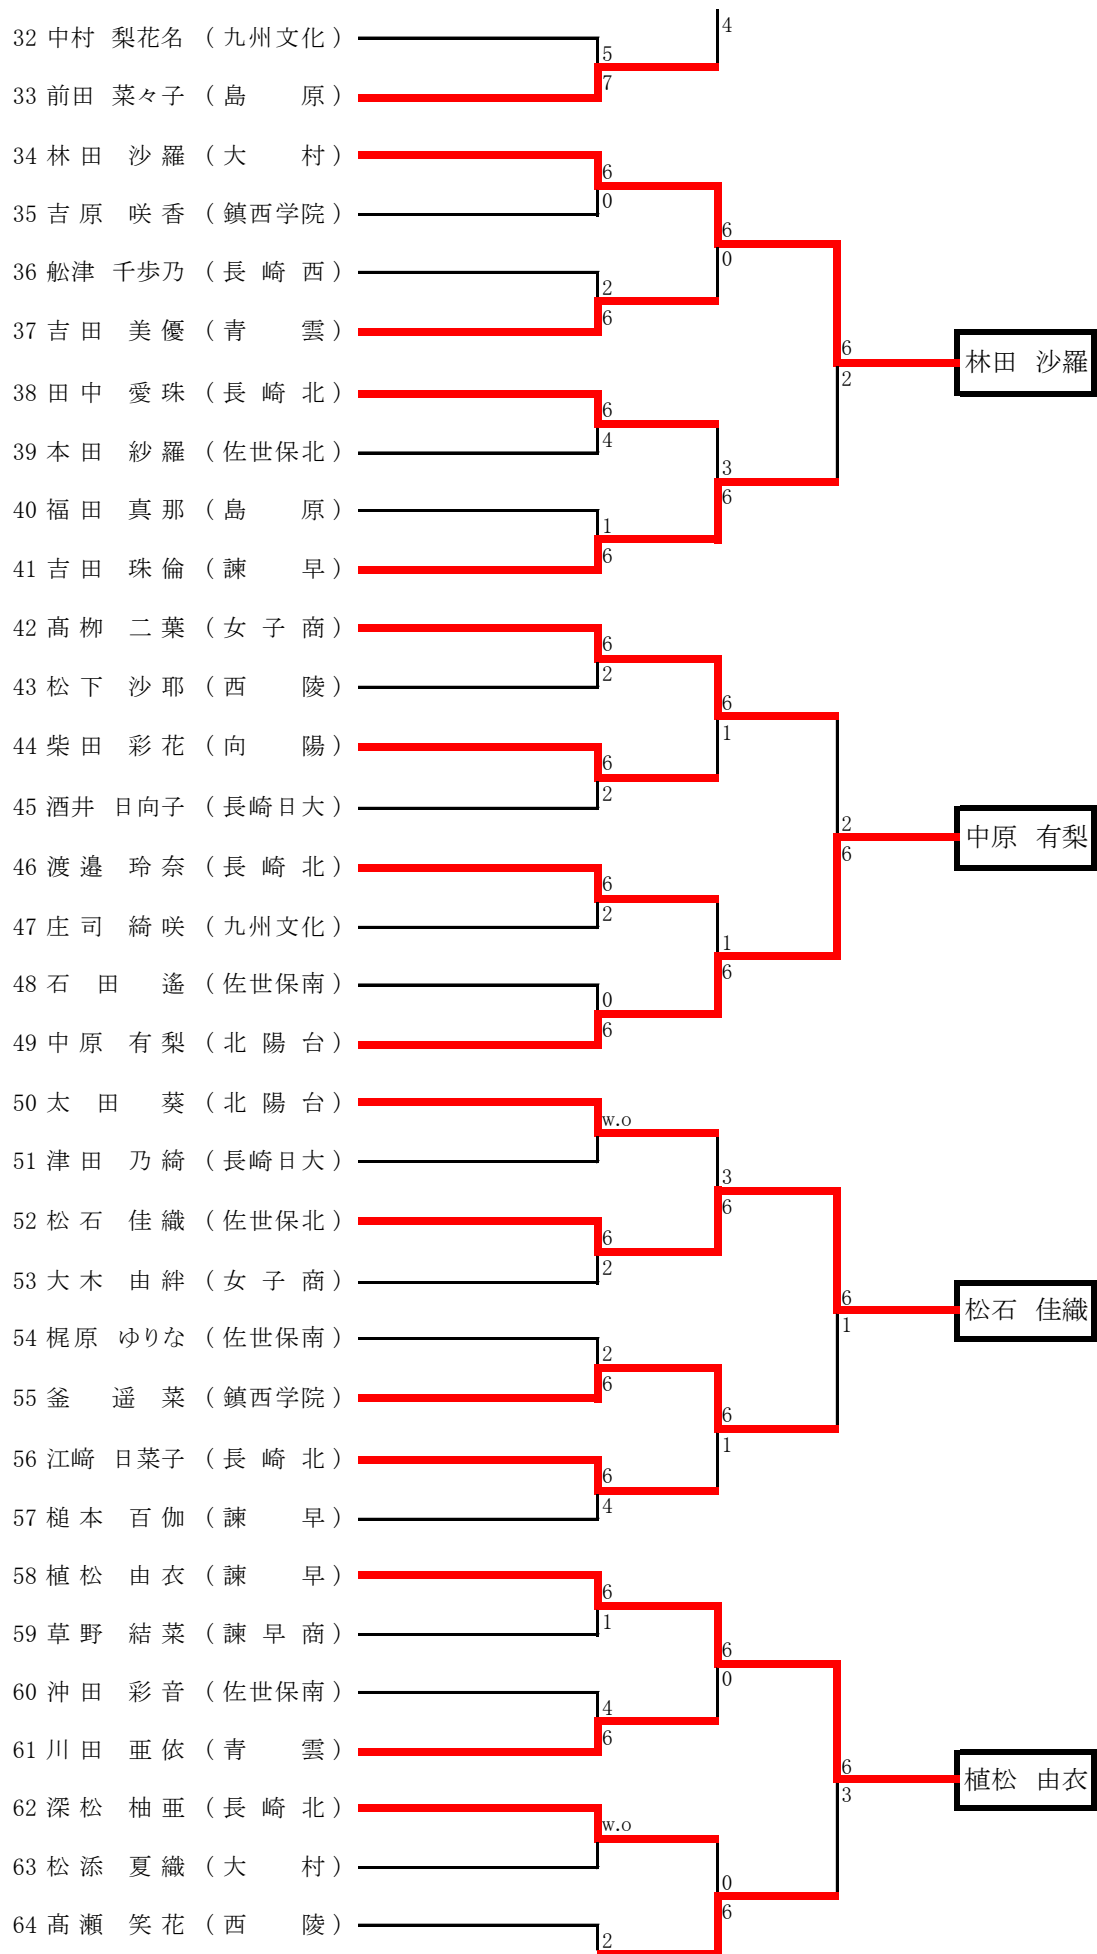 4
32 中村 梨花名 ( 九州文化 )
5
7
33 前田 菜々子 ( 島 原 )
34 林田 沙羅 ( 大 村 )
6
0
35 吉原 咲香 ( 鎮西学院 )
6
0
36 舩津 千歩乃 ( 長崎西 )
2
6
37 吉田 美優 ( 青 雲 )
6
林田 沙羅
2
38 田中 愛珠 ( 長崎北 )
6
4
39 本田 紗羅 ( 佐世保北 )
3
6
40 福田 真那 ( 島 原 )
1
6
41 吉田 珠倫 ( 諫 早 )
42 髙栁 二葉 ( 女子商 )
6
2
43 松下 沙耶 ( 西 陵 )
6
1
44 柴田 彩花 ( 向 陽 )
6
2
45 酒井 日向子 ( 長崎日大 )
2
中原 有梨
6
46 渡邉 玲奈 ( 長崎北 )
6
2
47 庄司 綺咲 ( 九州文化 )
1
6
48 石田 遙 ( 佐世保南 )
0
6
49 中原 有梨 ( 北陽台 )
50 太田 葵 ( 北陽台 )
w.o
51 津田 乃綺 ( 長崎日大 )
3
6
52 松石 佳織 ( 佐世保北 )
6
2
53 大木 由絆 ( 女子商 )
6
松石 佳織
1
54 梶原 ゆりな ( 佐世保南 )
2
6
55 釜 遥菜 ( 鎮西学院 )
6
1
56 江﨑 日菜子 ( 長崎北 )
6
4
57 槌本 百伽 ( 諫 早 )
58 植松 由衣 ( 諫 早 )
6
1
59 草野 結菜 ( 諫早商 )
6
0
60 沖田 彩音 ( 佐世保南 )
4
6
61 川田 亜依 ( 青 雲 )
6
植松 由衣
3
62 深松 柚亜 ( 長崎北 )
w.o
63 松添 夏織 ( 大 村 )
0
6
64 髙瀬 笑花 ( 西 陵 )
2